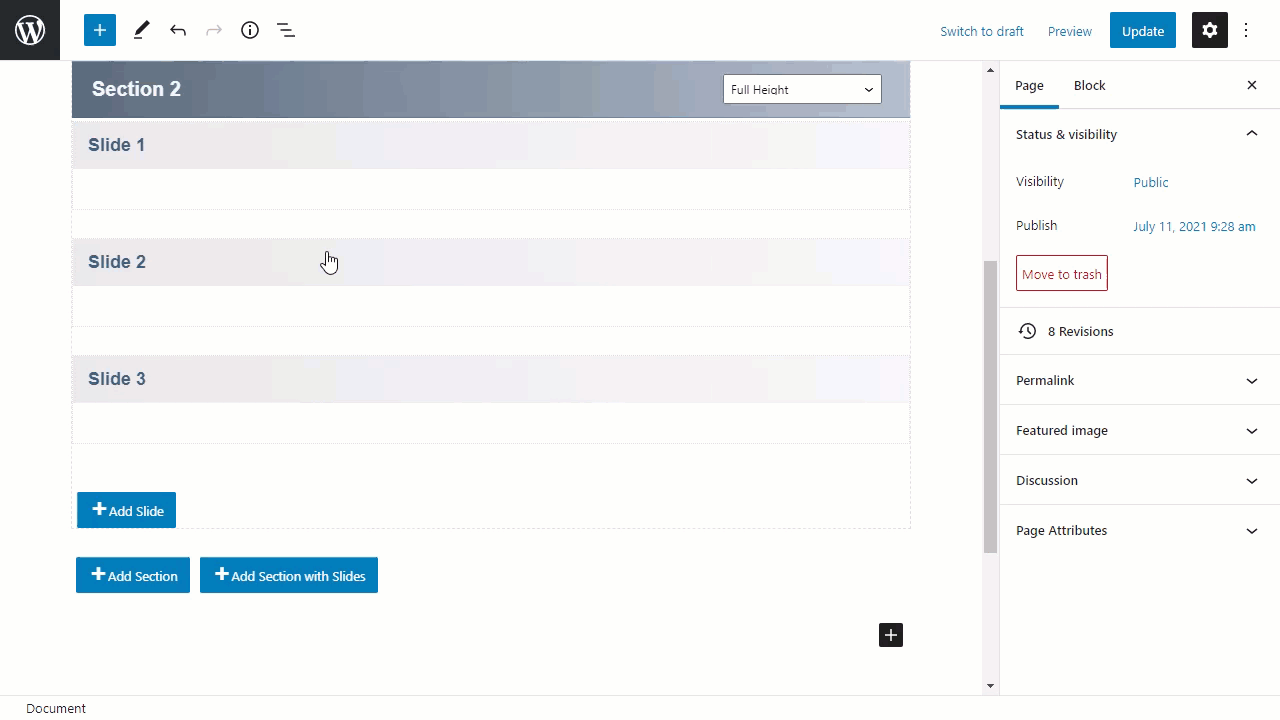 Switch to draft
Preview
Update
Section 2
Full Height
Slide 1
Slide 2
Slide 3
Add Slide
Add Section
Add Section with Slides
Page
Block
Status & visibility
Visibility
Public
Publish
July 11, 2021 9:28 am
Move to trash
8 Revisions
Permalink
Featured image
Discussion
Page Attributes
Document